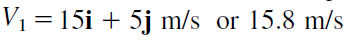 V₁ = 15i + 5j m/s or 15.8 m/s